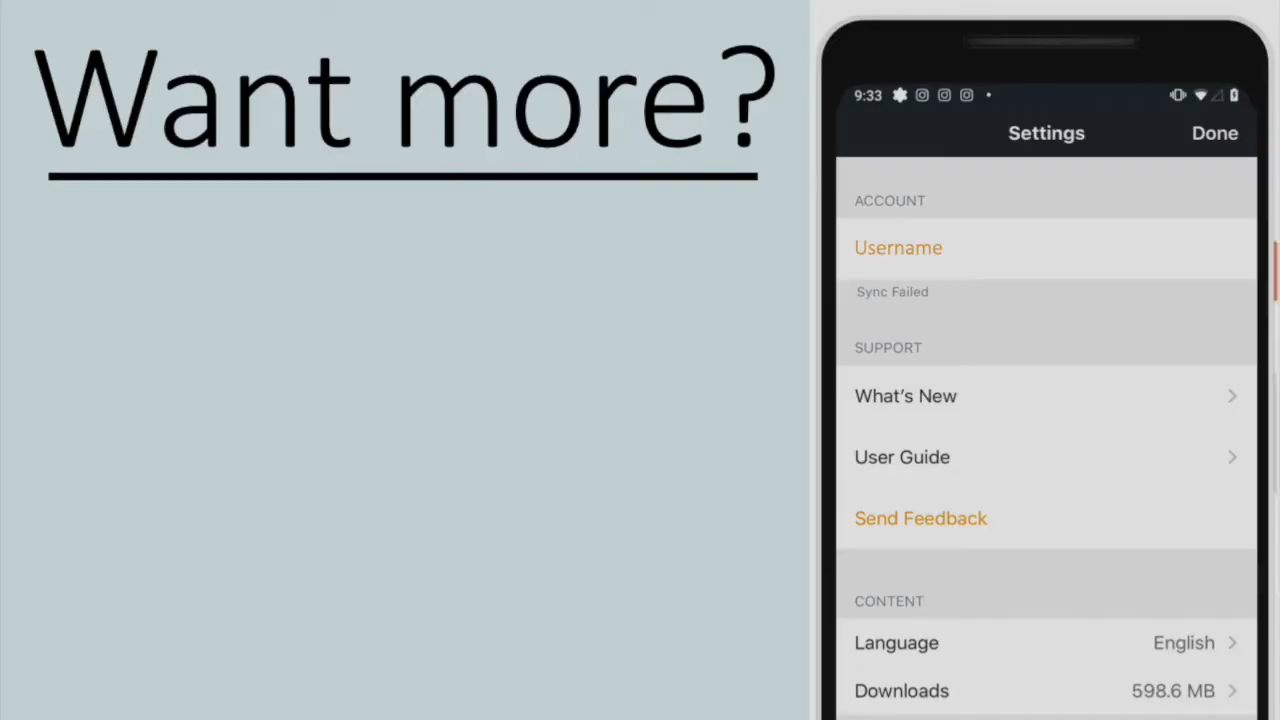 Want more?
9:33
Settings
Done
ACCOUNT
Username
Sync Failed
SUPPORT
What's New
User Guide
Send Feedback
CONTENT
Language English
Downloads 598.6 MB